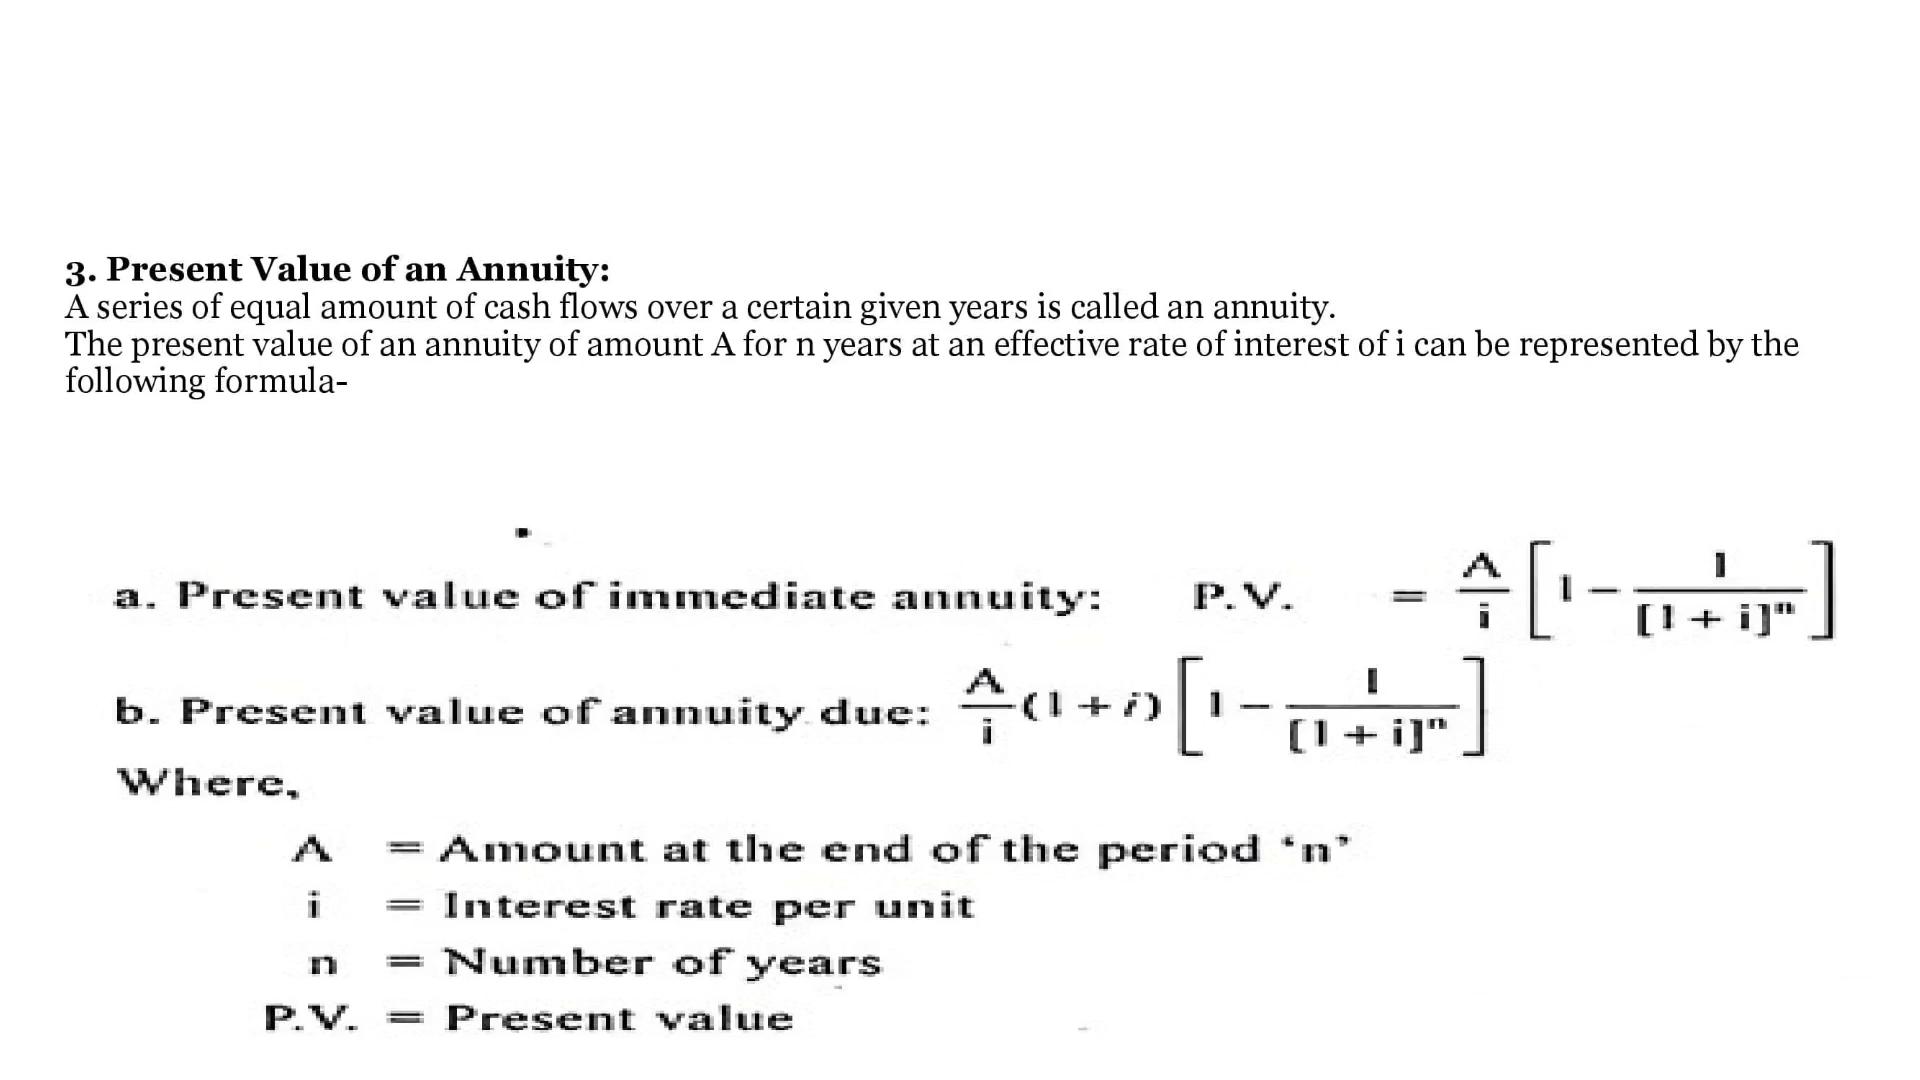 3. Present Value of an Annuity:
A series of equal amount of cash flows over a certain given years is called an annuity.
The present value of an annuity of amount A for n years at an effective rate of interest of i can be represented by the
following formula-
a. Present value of immediate annuity: P.V. = A/i [1 − 1/[1 + i]ⁿ]
b. Present value of annuity due: A/i (1 + i) [1 − 1/[1 + i]ⁿ]
Where,
A = Amount at the end of the period ‘n’
i = Interest rate per unit
n = Number of years
P.V. = Present value